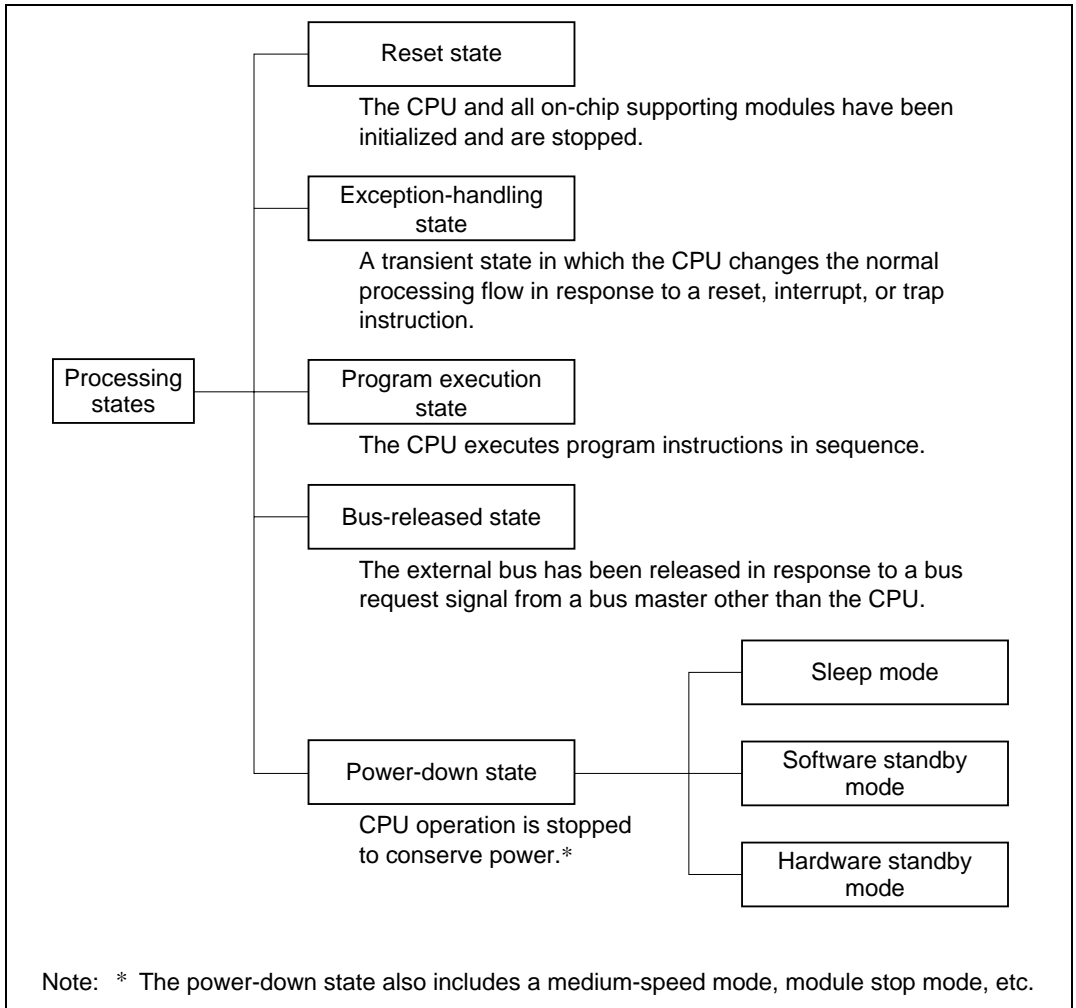 Reset state
The CPU and all on-chip supporting modules have been
initialized and are stopped.
Exception-handling
state
A transient state in which the CPU changes the normal
processing flow in response to a reset, interrupt, or trap
instruction.
Processing
states
Program execution
state
The CPU executes program instructions in sequence.
Bus-released state
The external bus has been released in response to a bus
request signal from a bus master other than the CPU.
Sleep mode
Power-down state
CPU operation is stopped
to conserve power.*
Software standby
mode
Hardware standby
mode
Note: * The power-down state also includes a medium-speed mode, module stop mode, etc.